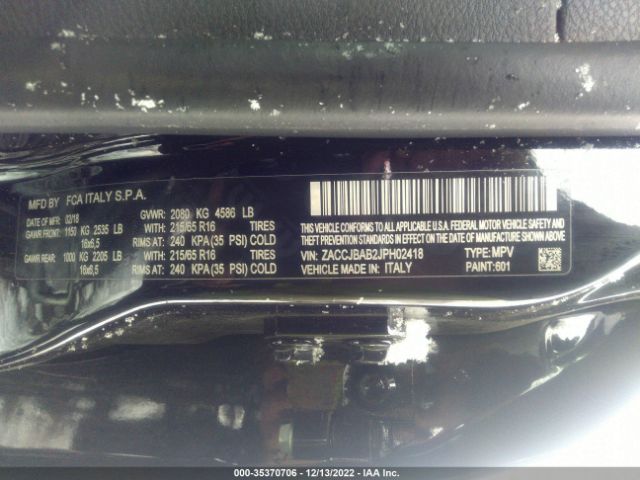 MFD BY FCA ITALY S.P.A.
DATE OF MFD 02/18 GVWR: 2080 KG 4586 LB
GAWR FRONT: 1150 KG 2535 LB WITH: 215/65 R16 TIRES
16x6,5 RIMS AT: 240 KPA (35 PSI) COLD
GAWR REAR: 1000 KG 2205 LB WITH: 215/65 R16 TIRES
16x6,5 RIMS AT: 240 KPA (35 PSI) COLD
THIS VEHICLE CONFORMS TO ALL APPLICABLE U.S.A. FEDERAL MOTOR VEHICLE SAFETY
AND THEFT PREVENTION STANDARDS IN EFFECT ON THE DATE OF MANUFACTURE SHOWN ABOVE
VIN: ZACCJBAB2JPH02418 TYPE: MPV
VEHICLE MADE IN: ITALY PAINT: 601
000-35370706 - 12/13/2022 - IAA Inc.